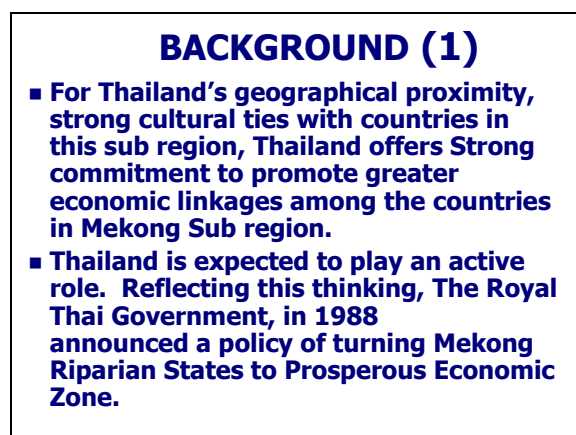 BACKGROUND (1)
▪ For Thailand’s geographical proximity,
strong cultural ties with countries in
this sub region, Thailand offers Strong
commitment to promote greater
economic linkages among the countries
in Mekong Sub region.
▪ Thailand is expected to play an active
role.  Reflecting this thinking, The Royal
Thai Government, in 1988
announced a policy of turning Mekong
Riparian States to Prosperous Economic
Zone.